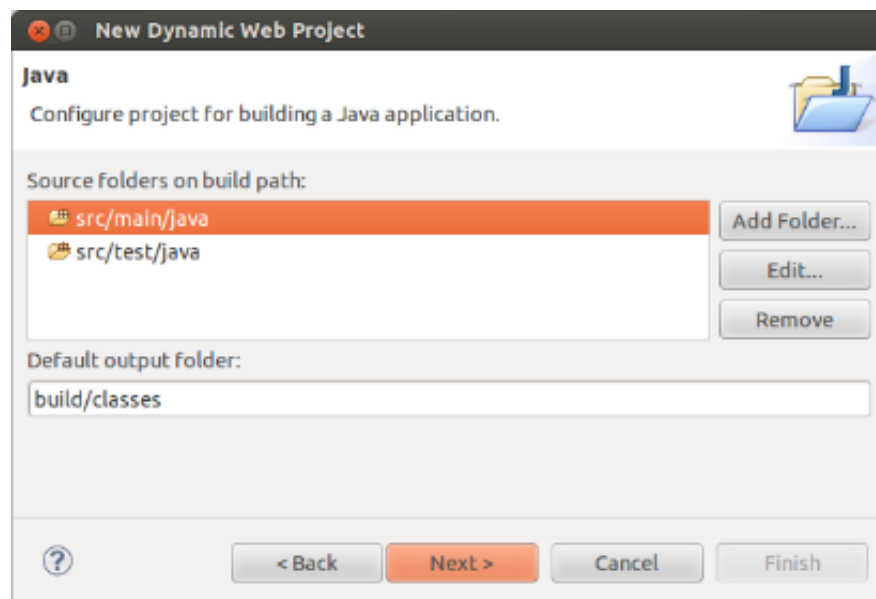 New Dynamic Web Project
Java
Configure project for building a Java application.
Source folders on build path:
src/main/java
src/test/java
Add Folder...
Edit...
Remove
Default output folder:
build/classes
?
< Back
Next >
Cancel
Finish